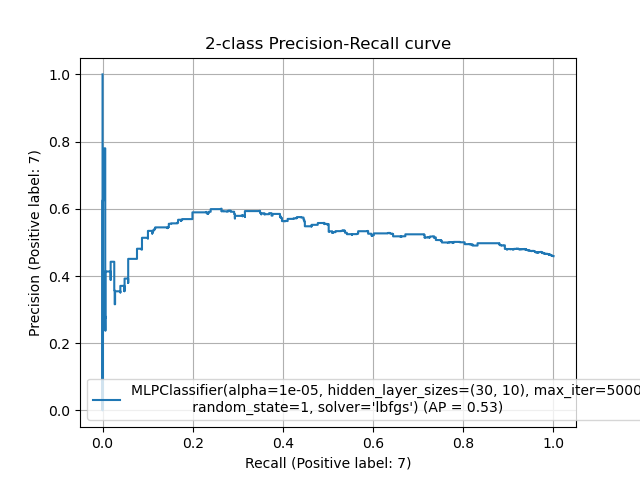 2-class Precision-Recall curve
1.0
0.8
0.6
0.4
0.2
0.0
Precision (Positive label: 7)
MLPClassifier(alpha=1e-05, hidden_layer_sizes=(30, 10), max_iter=5000
random_state=1, solver='lbfgs') (AP = 0.53)
0.0 0.2 0.4 0.6 0.8 1.0
Recall (Positive label: 7)